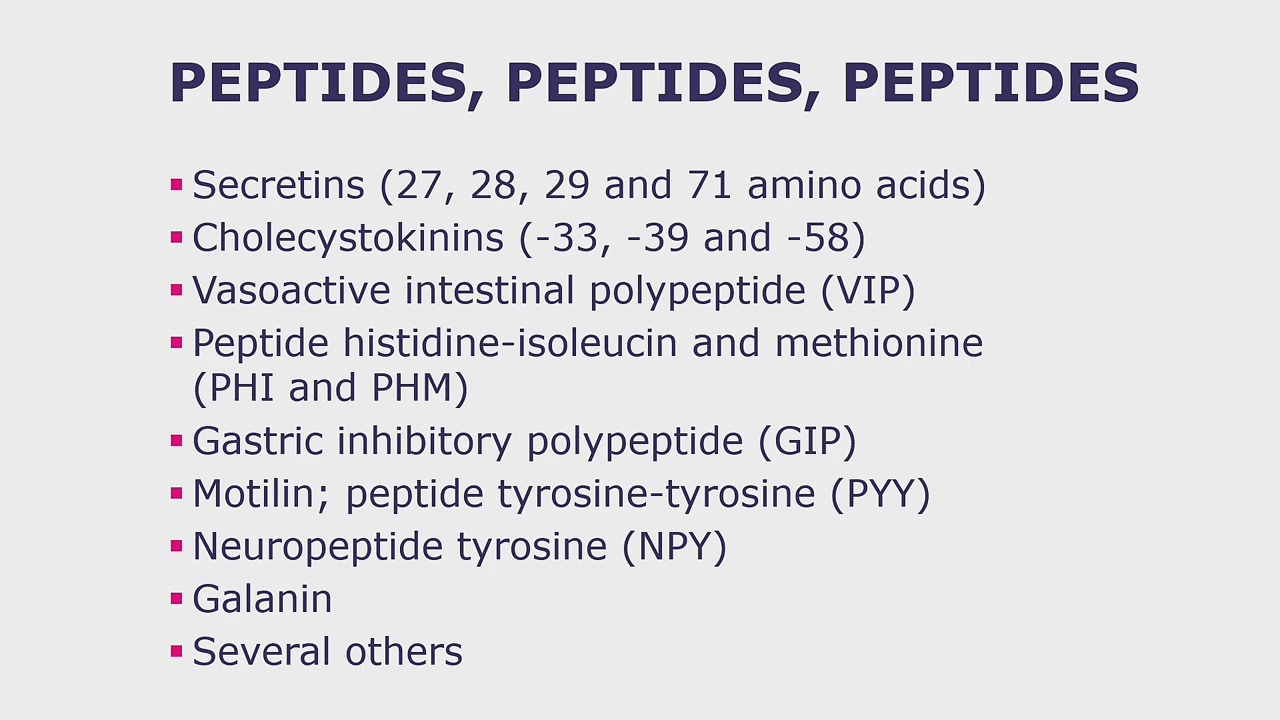 PEPTIDES, PEPTIDES, PEPTIDES
▪ Secretins (27, 28, 29 and 71 amino acids)
▪ Cholecystokinins (-33, -39 and -58)
▪ Vasoactive intestinal polypeptide (VIP)
▪ Peptide histidine-isoleucin and methionine
(PHI and PHM)
▪ Gastric inhibitory polypeptide (GIP)
▪ Motilin; peptide tyrosine-tyrosine (PYY)
▪ Neuropeptide tyrosine (NPY)
▪ Galanin
▪ Several others